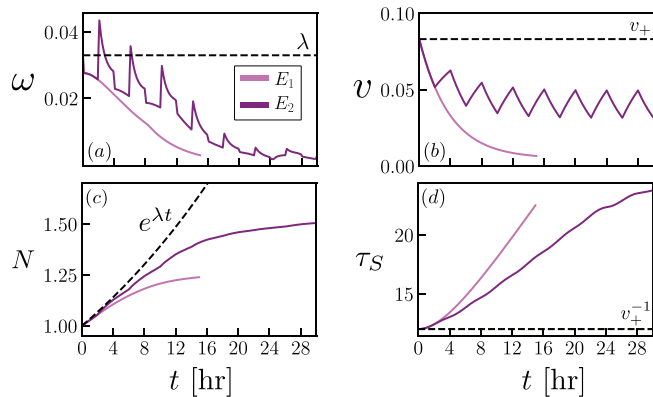 0.04
0.02
ω
λ
E₁
E₂
(a)
0.10
0.05
0.00
v
v₊
(b)
1.50
1.25
1.00
N
(c)
e^{λt}
0 4 8 12 16 20 24 28
t [hr]
20
15
12
τ_S
(d)
v₊⁻¹
0 4 8 12 16 20 24 28
t [hr]